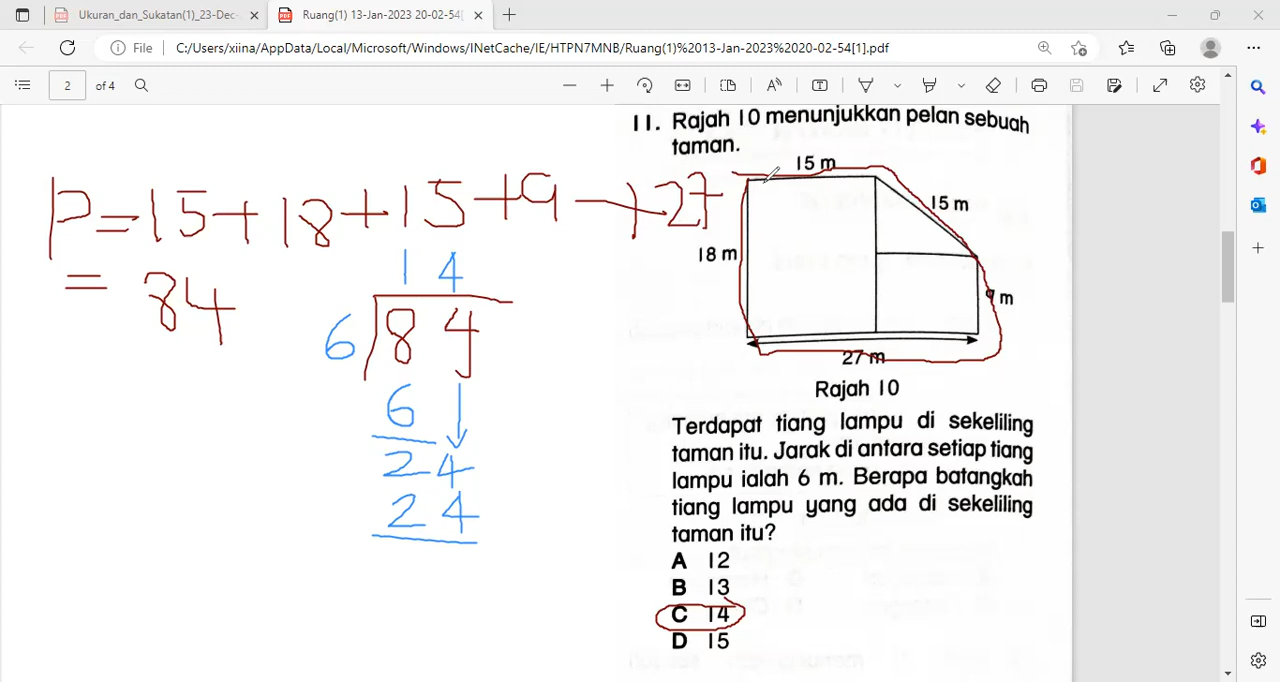 Ukuran_dan_Sukatan(1)_23-Dec-
Ruang(1) 13-Jan-2023 20-02-54[
File
C:/Users/xiina/AppData/Local/Microsoft/Windows/INetCache/IE/HTPN7MNB/Ruang(1)%2013-Jan-2023%2020-02-54[1].pdf
2 of 4
P=15+18+15+9+27
= 84
14
6 84
6
24
24
11. Rajah 10 menunjukkan pelan sebuah
taman.
15 m
15 m
18 m
9 m
27 m
Rajah 10
Terdapat tiang lampu di sekeliling
taman itu. Jarak di antara setiap tiang
lampu ialah 6 m. Berapa batangkah
tiang lampu yang ada di sekeliling
taman itu?
A 12
B 13
C 14
D 15